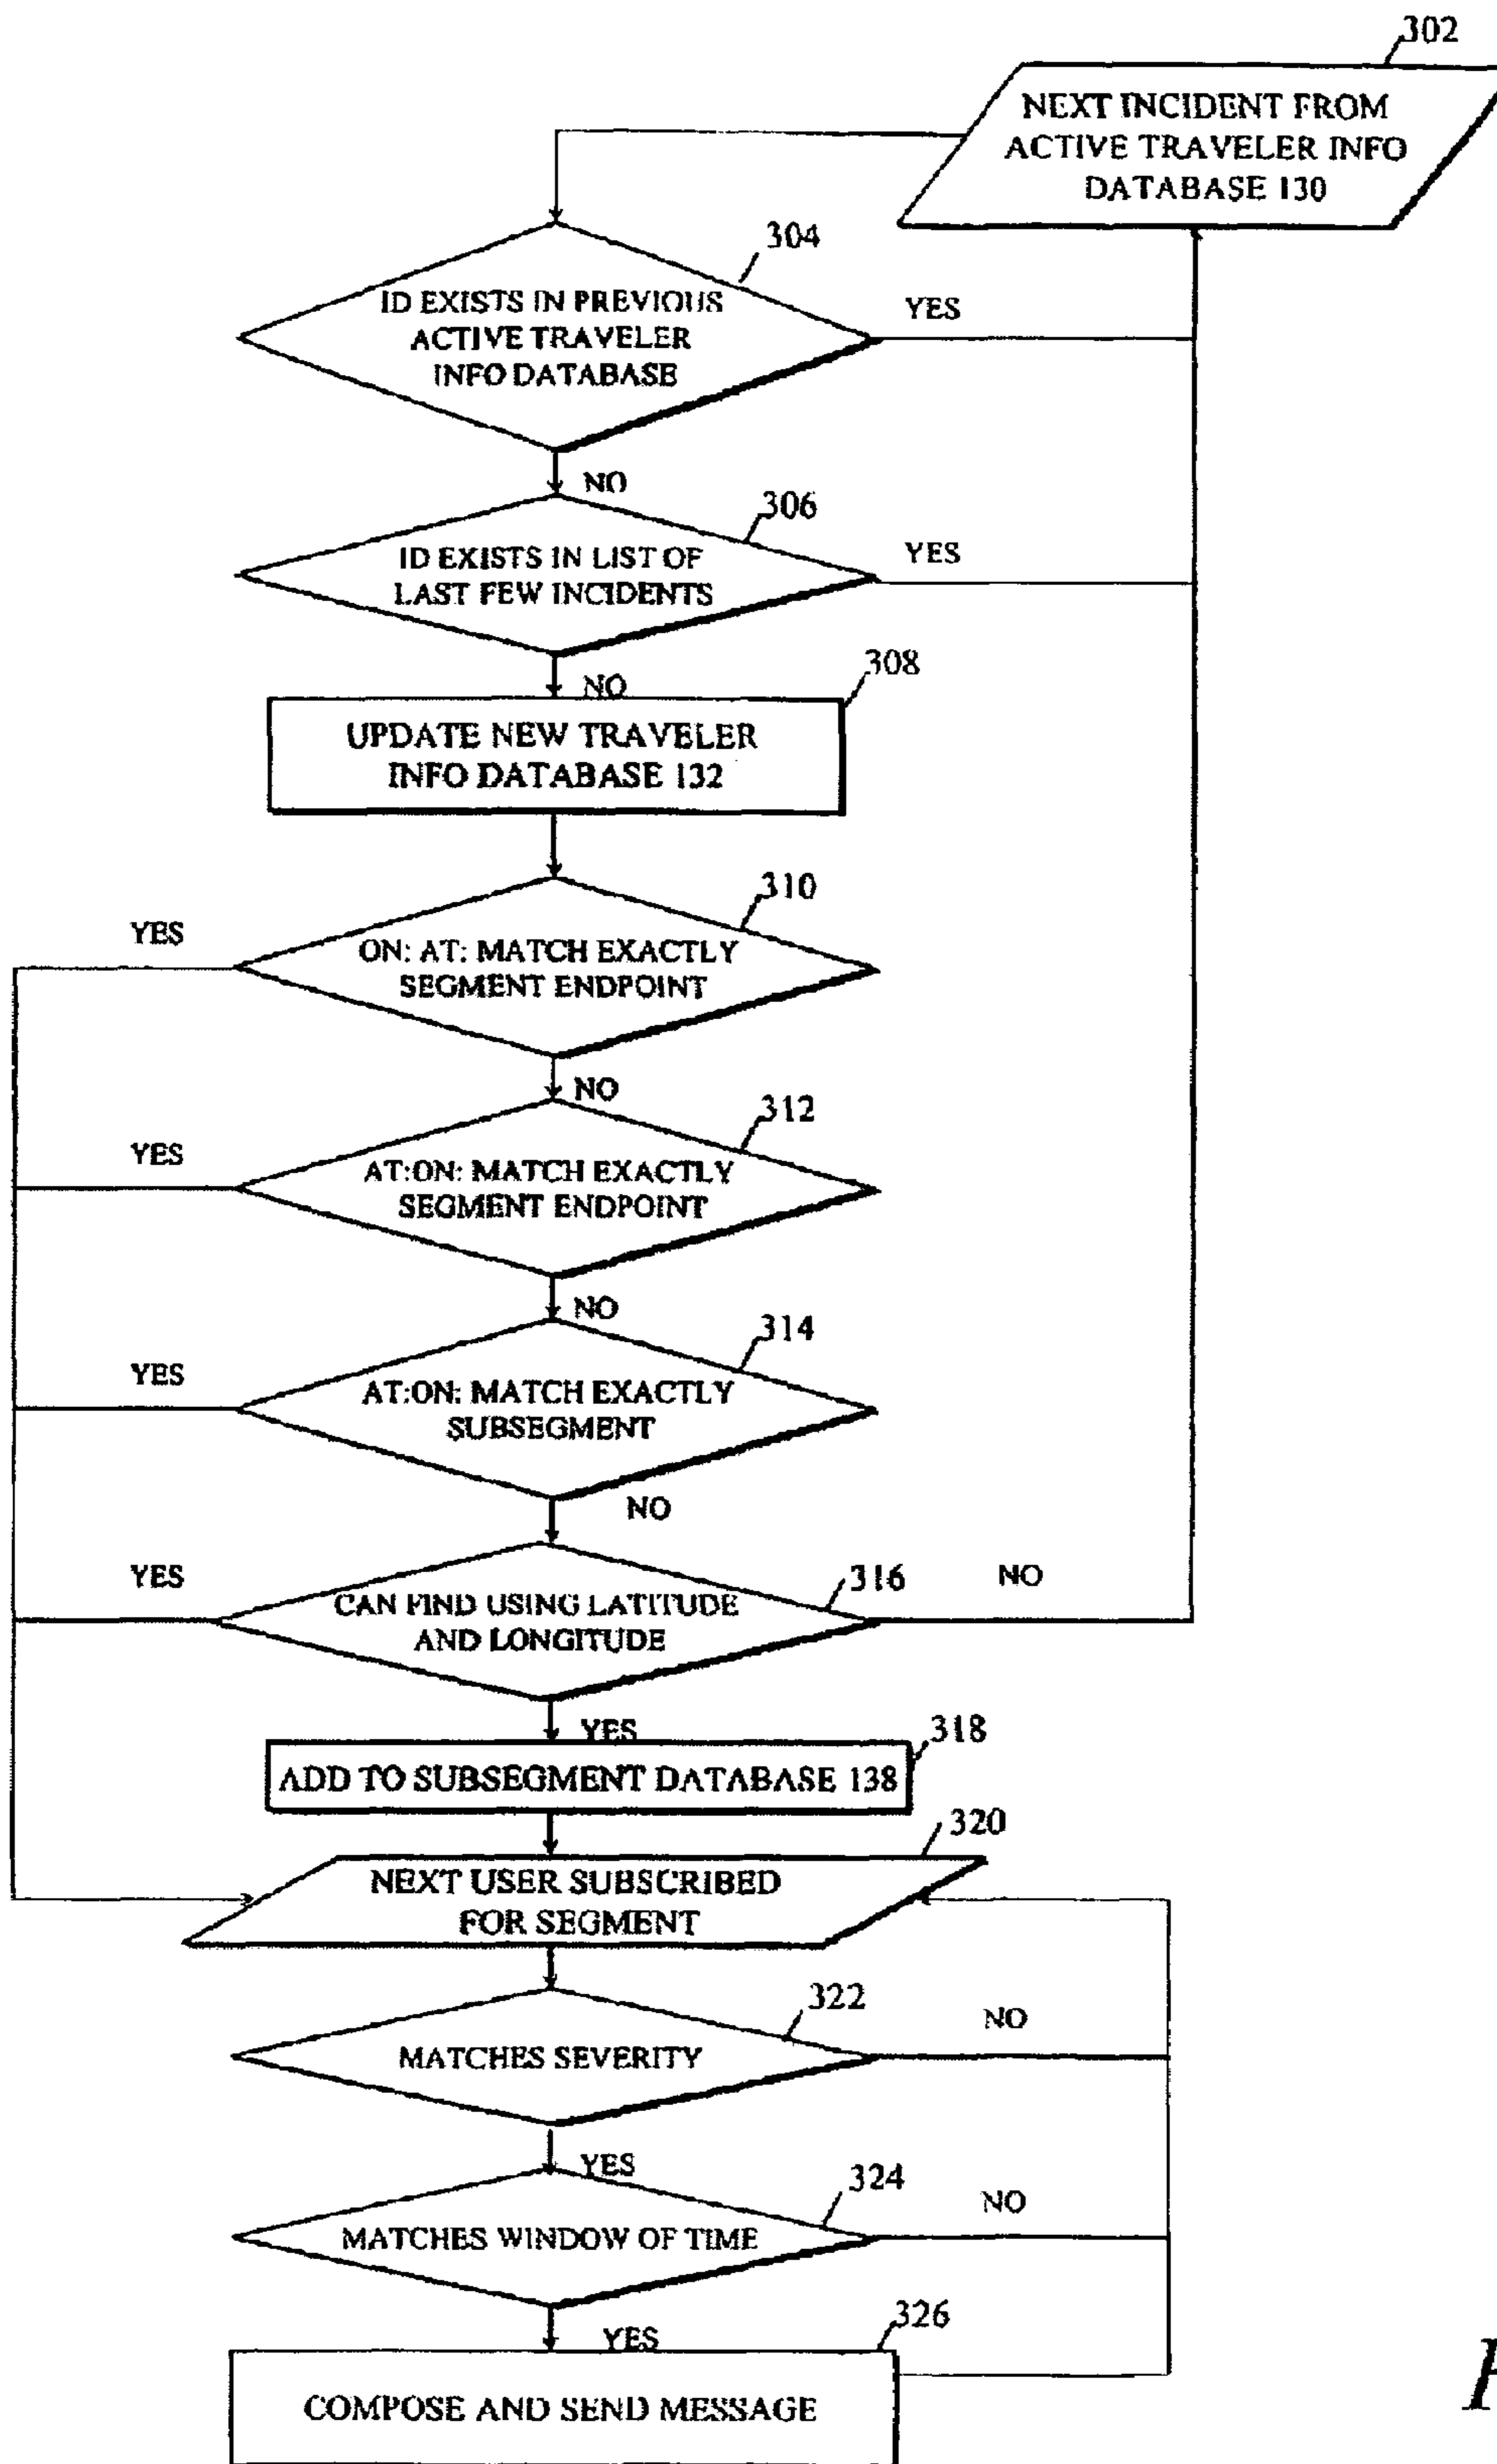 302
NEXT INCIDENT FROM
ACTIVE TRAVELER INFO
DATABASE 130
304
ID EXISTS IN PREVIOUS
ACTIVE TRAVELER
INFO DATABASE
YES
NO
306
ID EXISTS IN LIST OF
LAST FEW INCIDENTS
YES
NO
308
UPDATE NEW TRAVELER
INFO DATABASE 132
310
YES
ON: AT: MATCH EXACTLY
SEGMENT ENDPOINT
NO
312
YES
AT:ON: MATCH EXACTLY
SEGMENT ENDPOINT
NO
314
YES
AT:ON: MATCH EXACTLY
SUBSEGMENT
NO
YES
316
NO
CAN FIND USING LATITUDE
AND LONGITUDE
YES
318
ADD TO SUBSEGMENT DATABASE 138
320
NEXT USER SUBSCRIBED
FOR SEGMENT
322
NO
MATCHES SEVERITY
YES
324
NO
MATCHES WINDOW OF TIME
YES
326
COMPOSE AND SEND MESSAGE